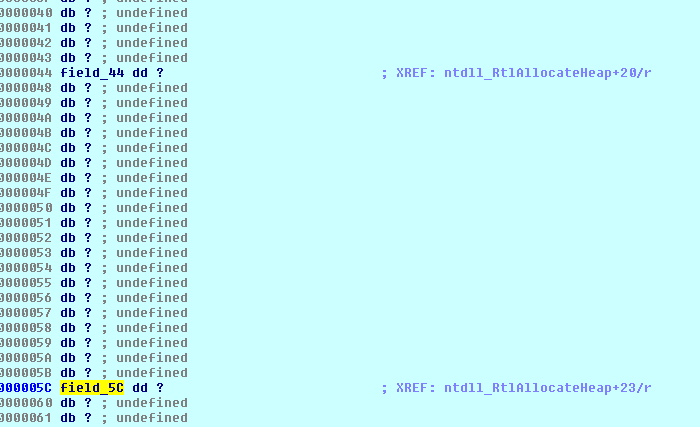 0000040 db ? ; undefined
0000041 db ? ; undefined
0000042 db ? ; undefined
0000043 db ? ; undefined
0000044 field_44 dd ? ; XREF: ntdll_RtlAllocateHeap+20/r
0000048 db ? ; undefined
0000049 db ? ; undefined
000004A db ? ; undefined
000004B db ? ; undefined
000004C db ? ; undefined
000004D db ? ; undefined
000004E db ? ; undefined
000004F db ? ; undefined
0000050 db ? ; undefined
0000051 db ? ; undefined
0000052 db ? ; undefined
0000053 db ? ; undefined
0000054 db ? ; undefined
0000055 db ? ; undefined
0000056 db ? ; undefined
0000057 db ? ; undefined
0000058 db ? ; undefined
0000059 db ? ; undefined
000005A db ? ; undefined
000005B db ? ; undefined
000005C field_5C dd ? ; XREF: ntdll_RtlAllocateHeap+23/r
0000060 db ? ; undefined
0000061 db ? ; undefined